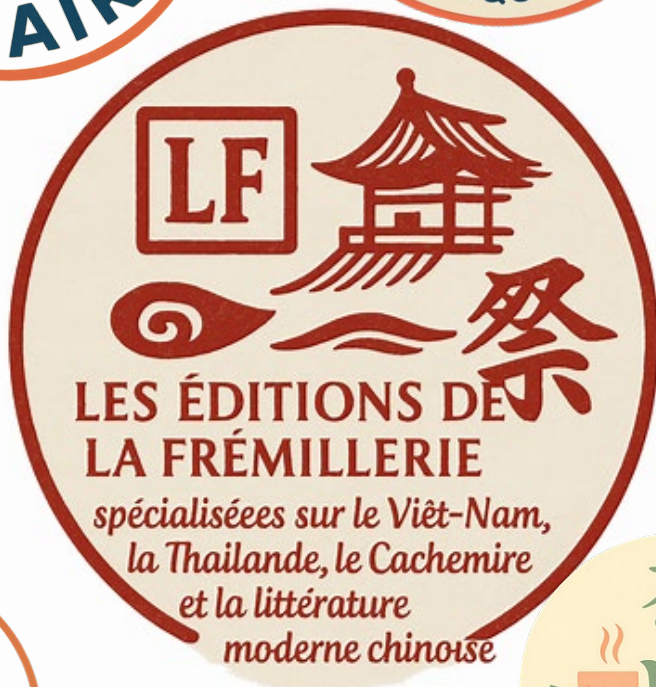 AIR
LF
祭
LES ÉDITIONS DE
LA FRÉMILLERIE
spécialiséees sur le Viêt-Nam,
la Thailande, le Cachemire
et la littérature
moderne chinoise